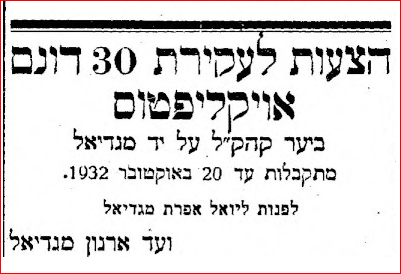 הצעות לעקירת 30 דונם
אויקליפטוס
ביער קהק״ל על יד מגדיאל
מתקבלות עד 20 באוקטובר 1932.
לפנות ליואל אפרת מגדיאל
ועד ארגון מגדיאל